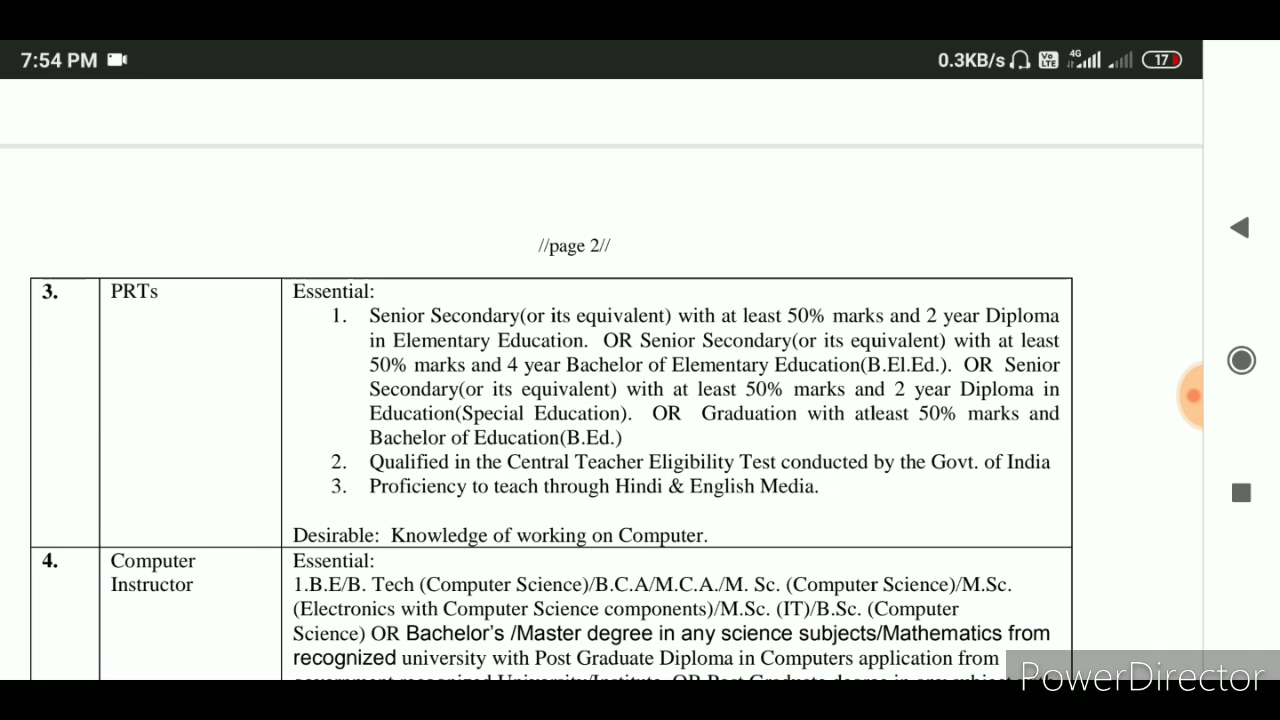 7:54 PM
0.3KB/s Vo LTE 4G 17
//page 2//
3. PRTs Essential:
1. Senior Secondary(or its equivalent) with at least 50% marks and 2 year Diploma
in Elementary Education. OR Senior Secondary(or its equivalent) with at least
50% marks and 4 year Bachelor of Elementary Education(B.El.Ed.). OR Senior
Secondary(or its equivalent) with at least 50% marks and 2 year Diploma in
Education(Special Education). OR Graduation with atleast 50% marks and
Bachelor of Education(B.Ed.)
2. Qualified in the Central Teacher Eligibility Test conducted by the Govt. of India
3. Proficiency to teach through Hindi & English Media.
Desirable: Knowledge of working on Computer.
4. Computer Essential:
Instructor 1.B.E/B. Tech (Computer Science)/B.C.A/M.C.A./M. Sc. (Computer Science)/M.Sc.
(Electronics with Computer Science components)/M.Sc. (IT)/B.Sc. (Computer
Science) OR Bachelor's /Master degree in any science subjects/Mathematics from
recognized university with Post Graduate Diploma in Computers application from
PowerDirector